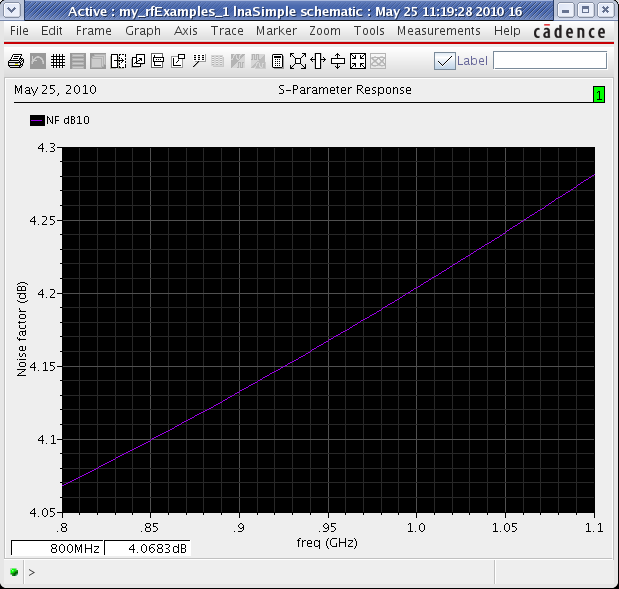 Active : my_rfExamples_1 lnaSimple schematic : May 25 11:19:28 2010 16
File Edit Frame Graph Axis Trace Marker Zoom Tools Measurements Help cādence
Label
May 25, 2010 S-Parameter Response 1
NF dB10
4.3
4.25
4.2
4.15
4.1
4.05
Noise factor (dB)
.8 .85 .9 .95 1.0 1.05 1.1
freq (GHz)
800MHz 4.0683dB
>